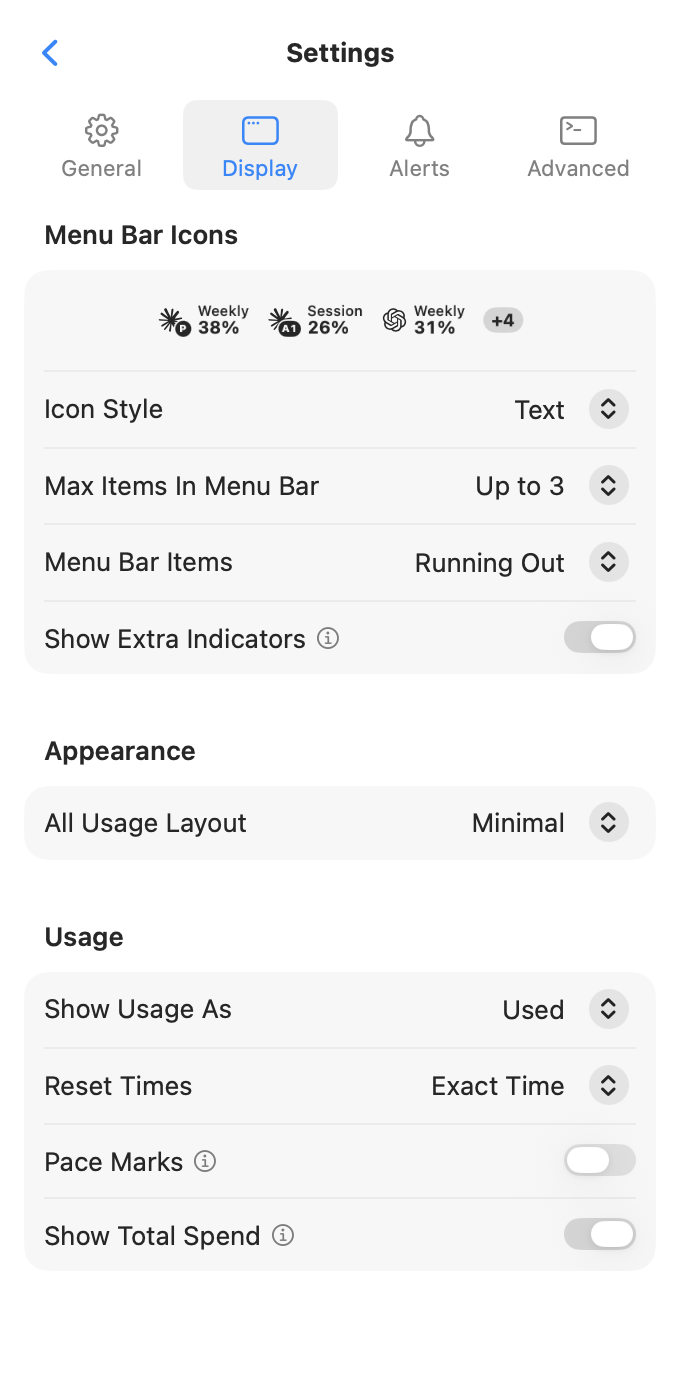 Settings
General
Display
Alerts
Advanced
Menu Bar Icons
P
Weekly
38%
A1
Session
26%
Weekly
31%
+4
Icon Style
Text
Max Items In Menu Bar
Up to 3
Menu Bar Items
Running Out
Show Extra Indicators
Appearance
All Usage Layout
Minimal
Usage
Show Usage As
Used
Reset Times
Exact Time
Pace Marks
Show Total Spend